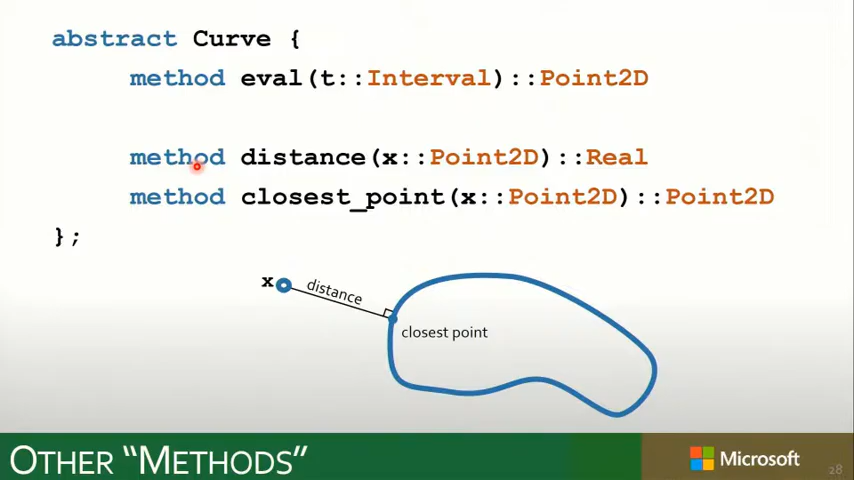 abstract Curve {
method eval(t::Interval)::Point2D
method distance(x::Point2D)::Real
method closest_point(x::Point2D)::Point2D
};
x
distance
closest point
OTHER “METHODS”
Microsoft
28